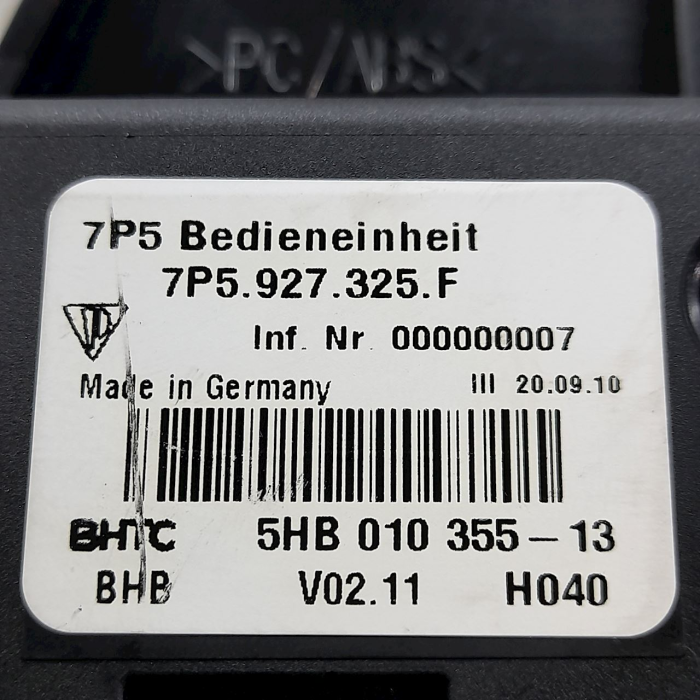 >PC/ABS<
7P5 Bedieneinheit
7P5.927.325.F
Inf. Nr. 000000007
Made in Germany III 20.09.10
BHTC 5HB 010 355-13
BHB V02.11 H040